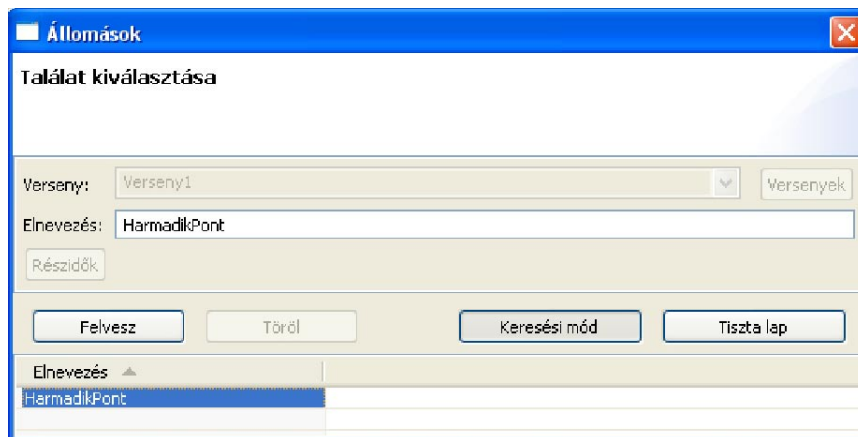 Állomások
Találat kiválasztása
Verseny: Verseny1 Versenyek
Elnevezés: HarmadikPont
Részidők
Felvesz Töröl Keresési mód Tiszta lap
Elnevezés
HarmadikPont